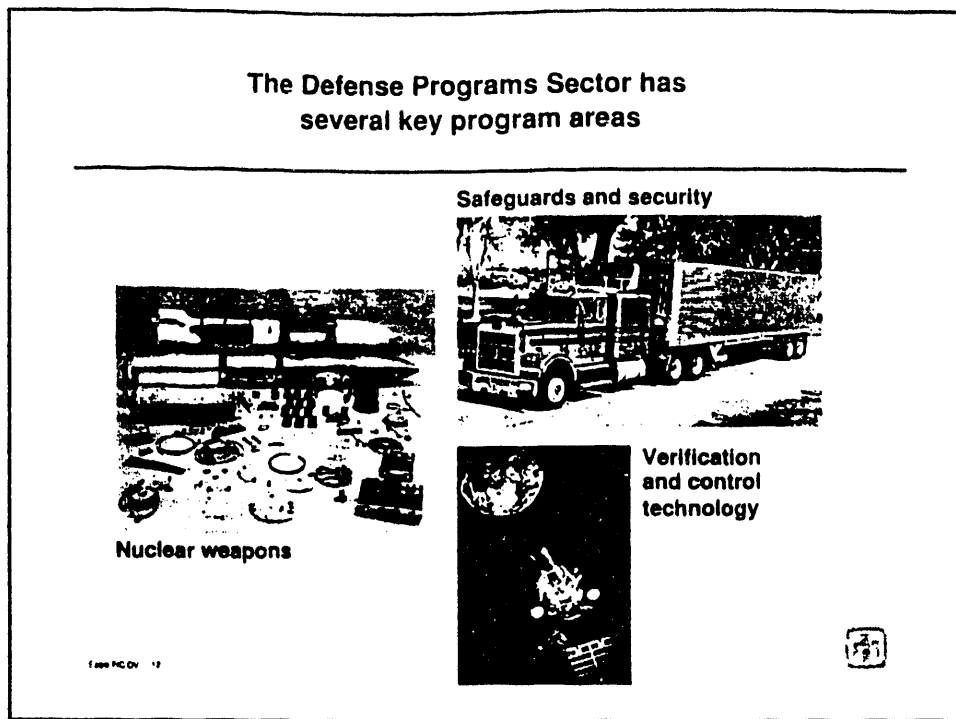 The Defense Programs Sector has
several key program areas
Safeguards and security
Nuclear weapons
Verification
and control
technology